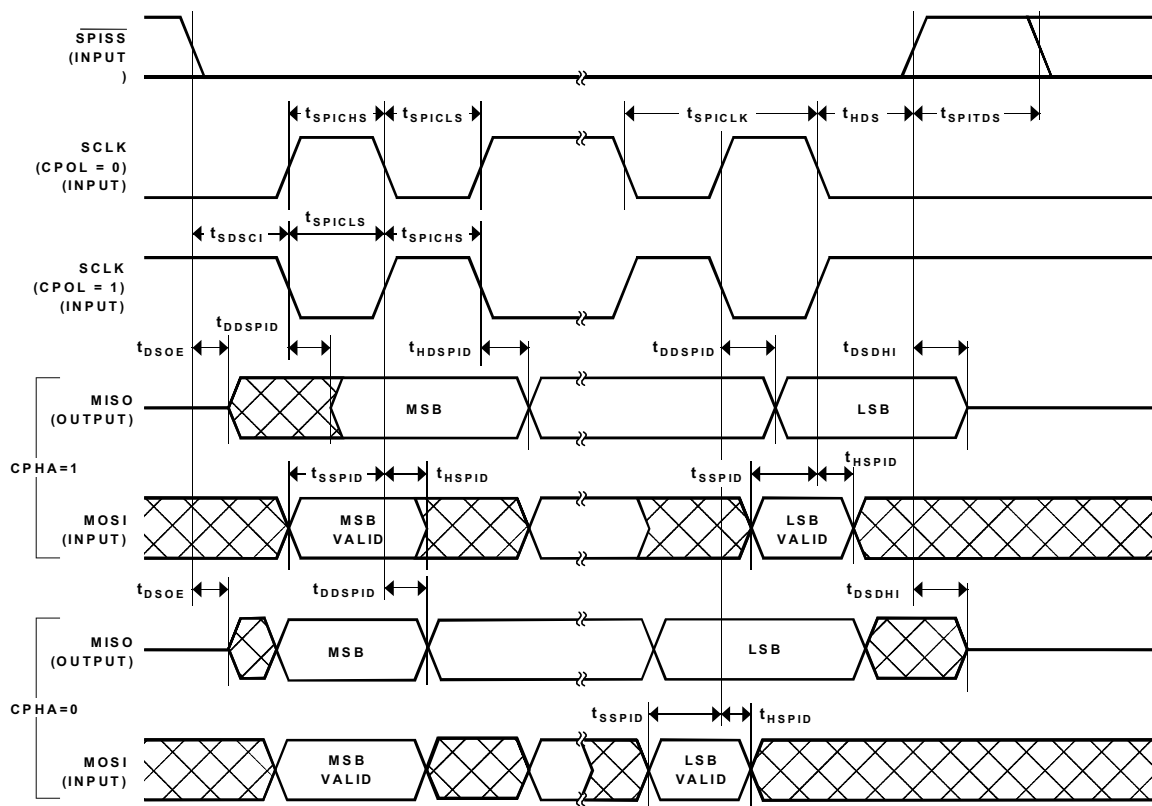 SPISS
(INPUT
)
tSPICHS tSPICLS tSPICLK tHDS tSPITDS
SCLK
(CPOL = 0)
(INPUT)
tSPICLS
tSDSCI tSPICHS
SCLK
(CPOL = 1)
(INPUT)
tDDSPID
tDSOE tHDSPID tDDSPID tDSDHI
MISO
(OUTPUT)
MSB LSB
CPHA=1
tSSPID tHSPID tSSPID tHSPID
MOSI
(INPUT)
MSB
VALID
LSB
VALID
tDSOE tDDSPID tDSDHI
MISO
(OUTPUT)
MSB LSB
CPHA=0
tSSPID tHSPID
MOSI
(INPUT)
MSB
VALID
LSB
VALID